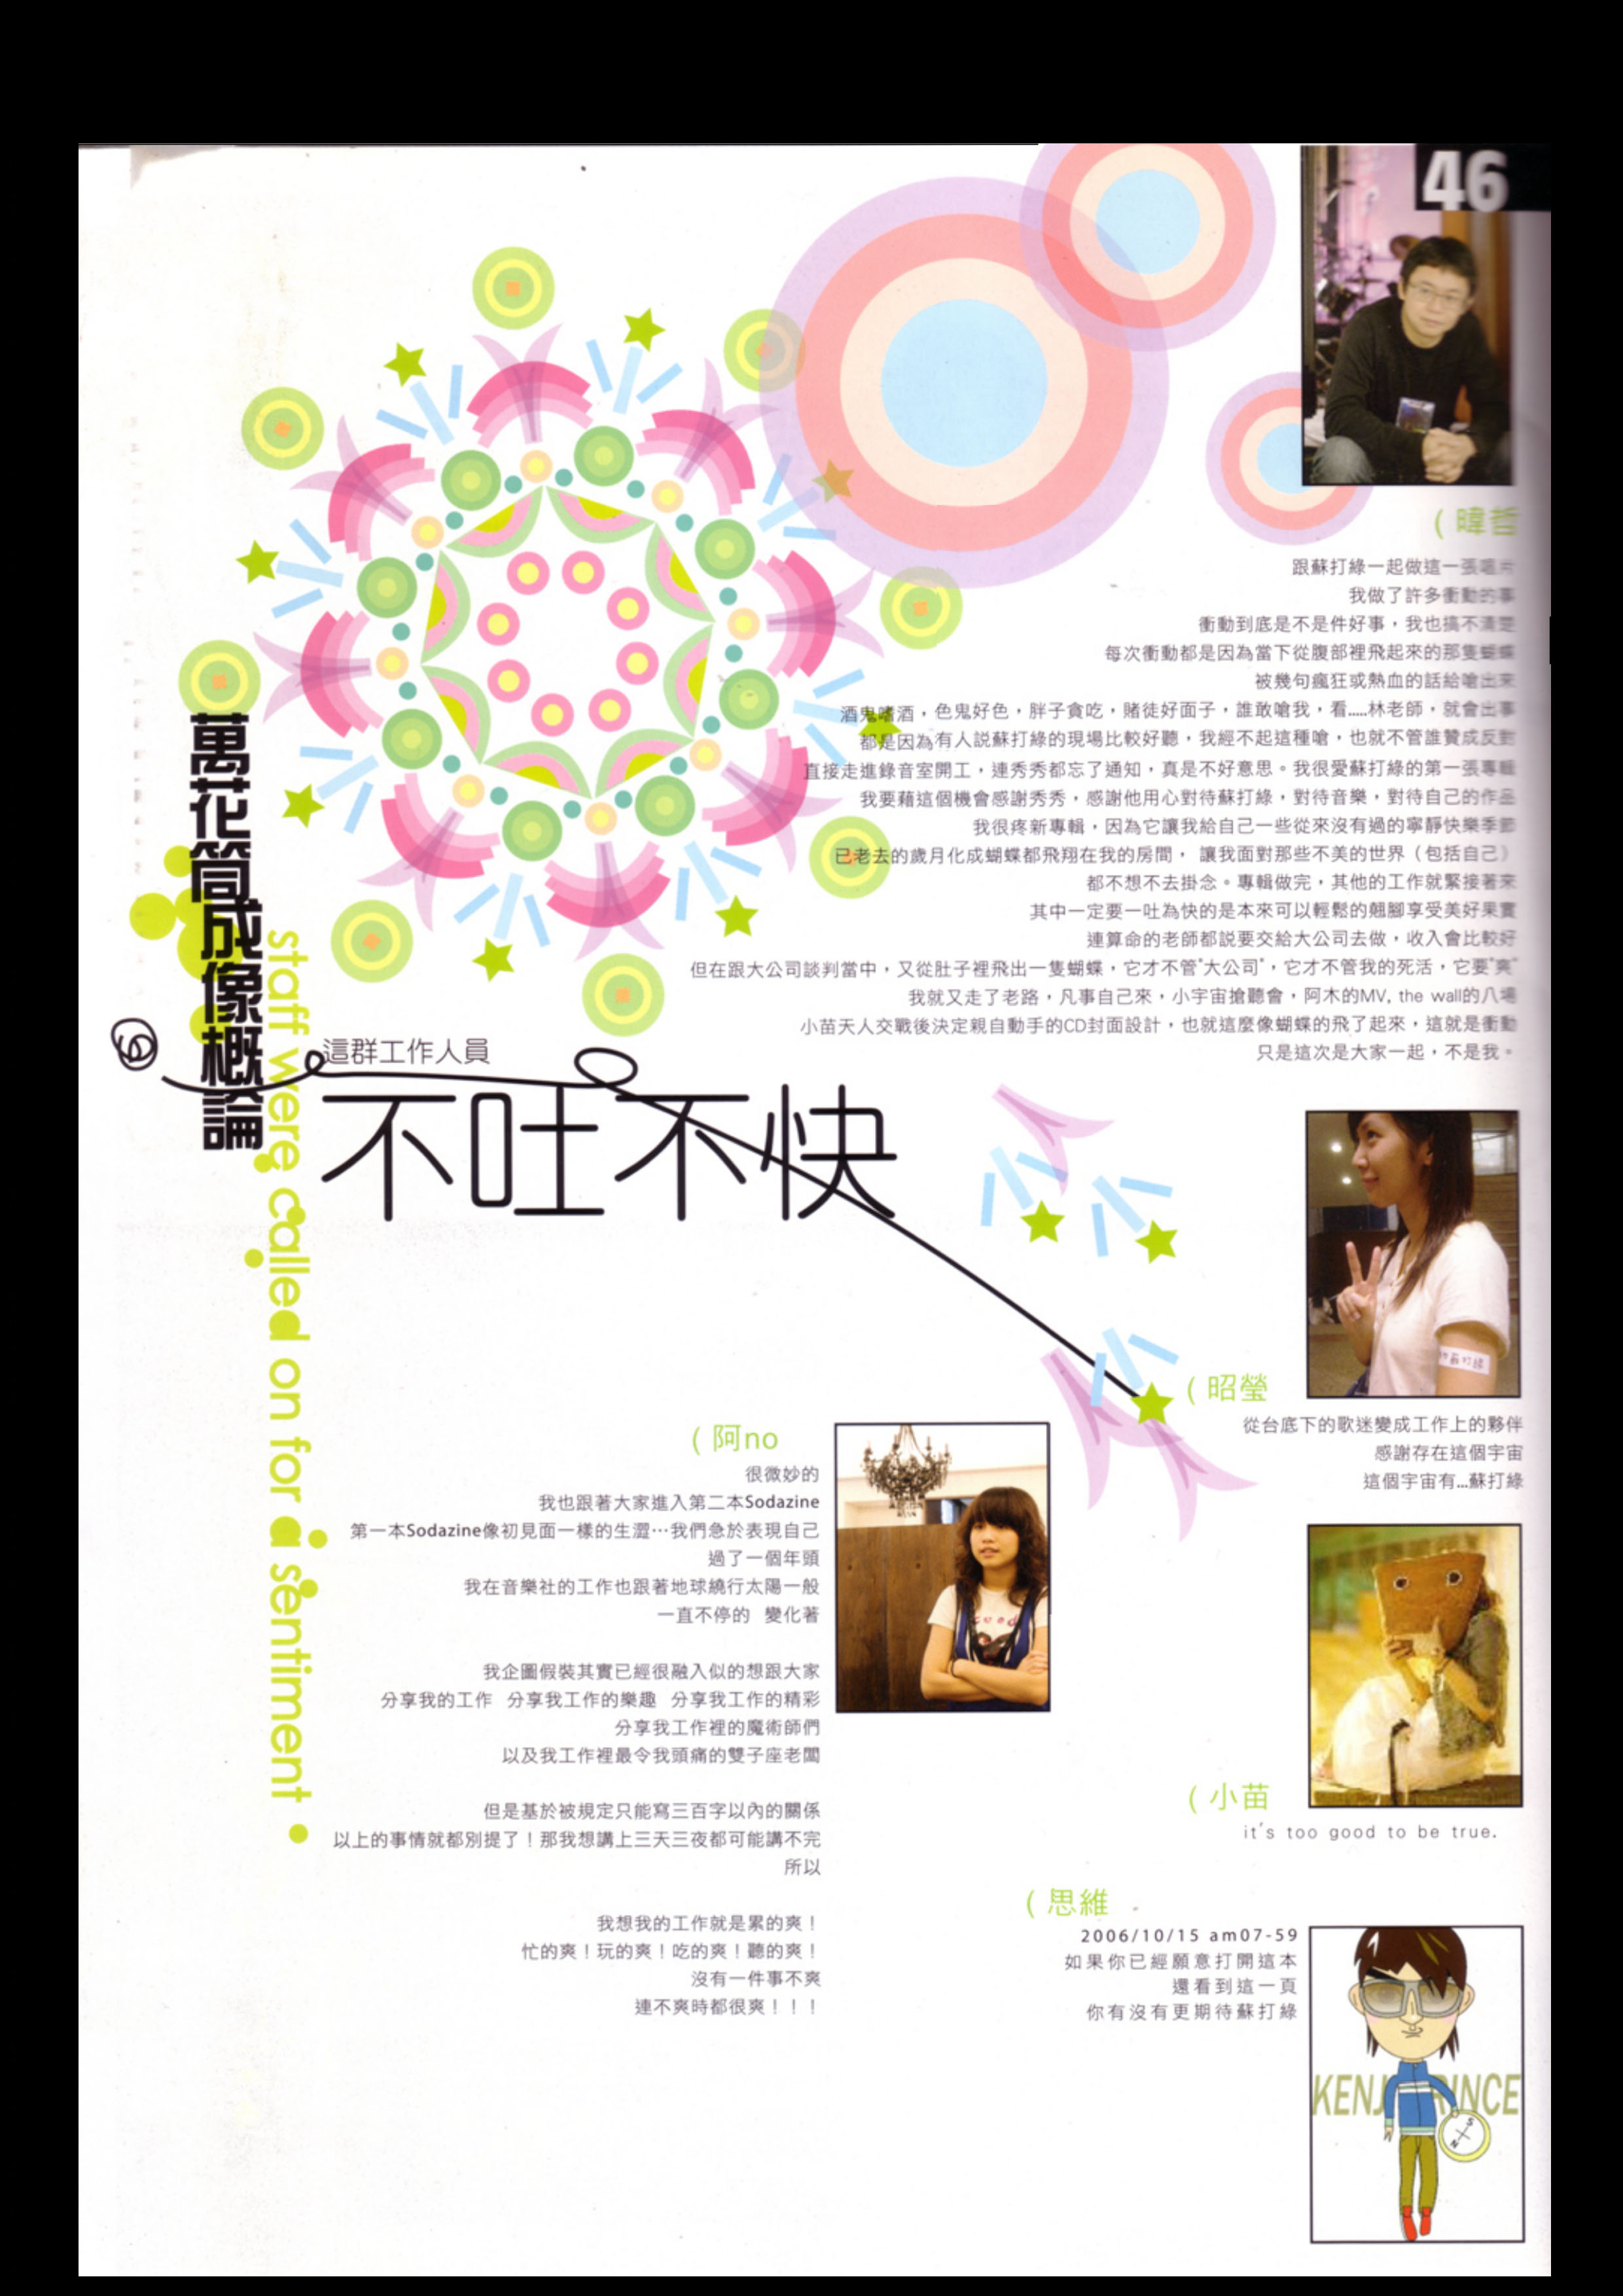 46
萬花筒成像概論
staff were called on for a sentiment
這群工作人員
不吐不快
( 暐哲
跟蘇打綠一起做這一張唱片
我做了許多衝動的事
衝動到底是不是件好事，我也搞不清楚
每次衝動都是因為當下從腹部裡飛起來的那隻蝴蝶
被幾句瘋狂或熱血的話給嗆出來
酒鬼嗜酒，色鬼好色，胖子貪吃，賭徒好面子，誰敢嗆我，看.....林老師，就會出事
都是因為有人說蘇打綠的現場比較好聽，我經不起這種嗆，也就不管誰贊成反對
直接走進錄音室開工，連秀秀都忘了通知，真是不好意思。我很愛蘇打綠的第一張專輯
我要藉這個機會感謝秀秀，感謝他用心對待蘇打綠，對待音樂，對待自己的作品
我很疼新專輯，因為它讓我給自己一些從來沒有過的寧靜快樂季節
已老去的歲月化成蝴蝶都飛翔在我的房間， 讓我面對那些不美的世界（包括自己）
都不想不去掛念。專輯做完，其他的工作就緊接著來
其中一定要一吐為快的是本來可以輕鬆的翹腳享受美好果實
連算命的老師都說要交給大公司去做，收入會比較好
但在跟大公司談判當中，又從肚子裡飛出一隻蝴蝶，它才不管"大公司"，它才不管我的死活，它要"爽"
我就又走了老路，凡事自己來，小宇宙搶聽會，阿木的MV, the wall的八場
小苗天人交戰後決定親自動手的CD封面設計，也就這麼像蝴蝶的飛了起來，這就是衝動
只是這次是大家一起，不是我。
( 昭瑩
從台底下的歌迷變成工作上的夥伴
感謝存在這個宇宙
這個宇宙有...蘇打綠
( 阿no
很微妙的
我也跟著大家進入第二本Sodazine
第一本Sodazine像初見面一樣的生澀…我們急於表現自己
過了一個年頭
我在音樂社的工作也跟著地球繞行太陽一般
一直不停的 變化著
我企圖假裝其實已經很融入似的想跟大家
分享我的工作 分享我工作的樂趣 分享我工作的精彩
分享我工作裡的魔術師們
以及我工作裡最令我頭痛的雙子座老闆
但是基於被規定只能寫三百字以內的關係
以上的事情就都別提了！那我想講上三天三夜都可能講不完
所以
我想我的工作就是累的爽！
忙的爽！玩的爽！吃的爽！聽的爽！
沒有一件事不爽
連不爽時都很爽！！！
( 小苗
it's too good to be true.
( 思維
2006/10/15 am07-59
如果你已經願意打開這本
還看到這一頁
你有沒有更期待蘇打綠
S
N